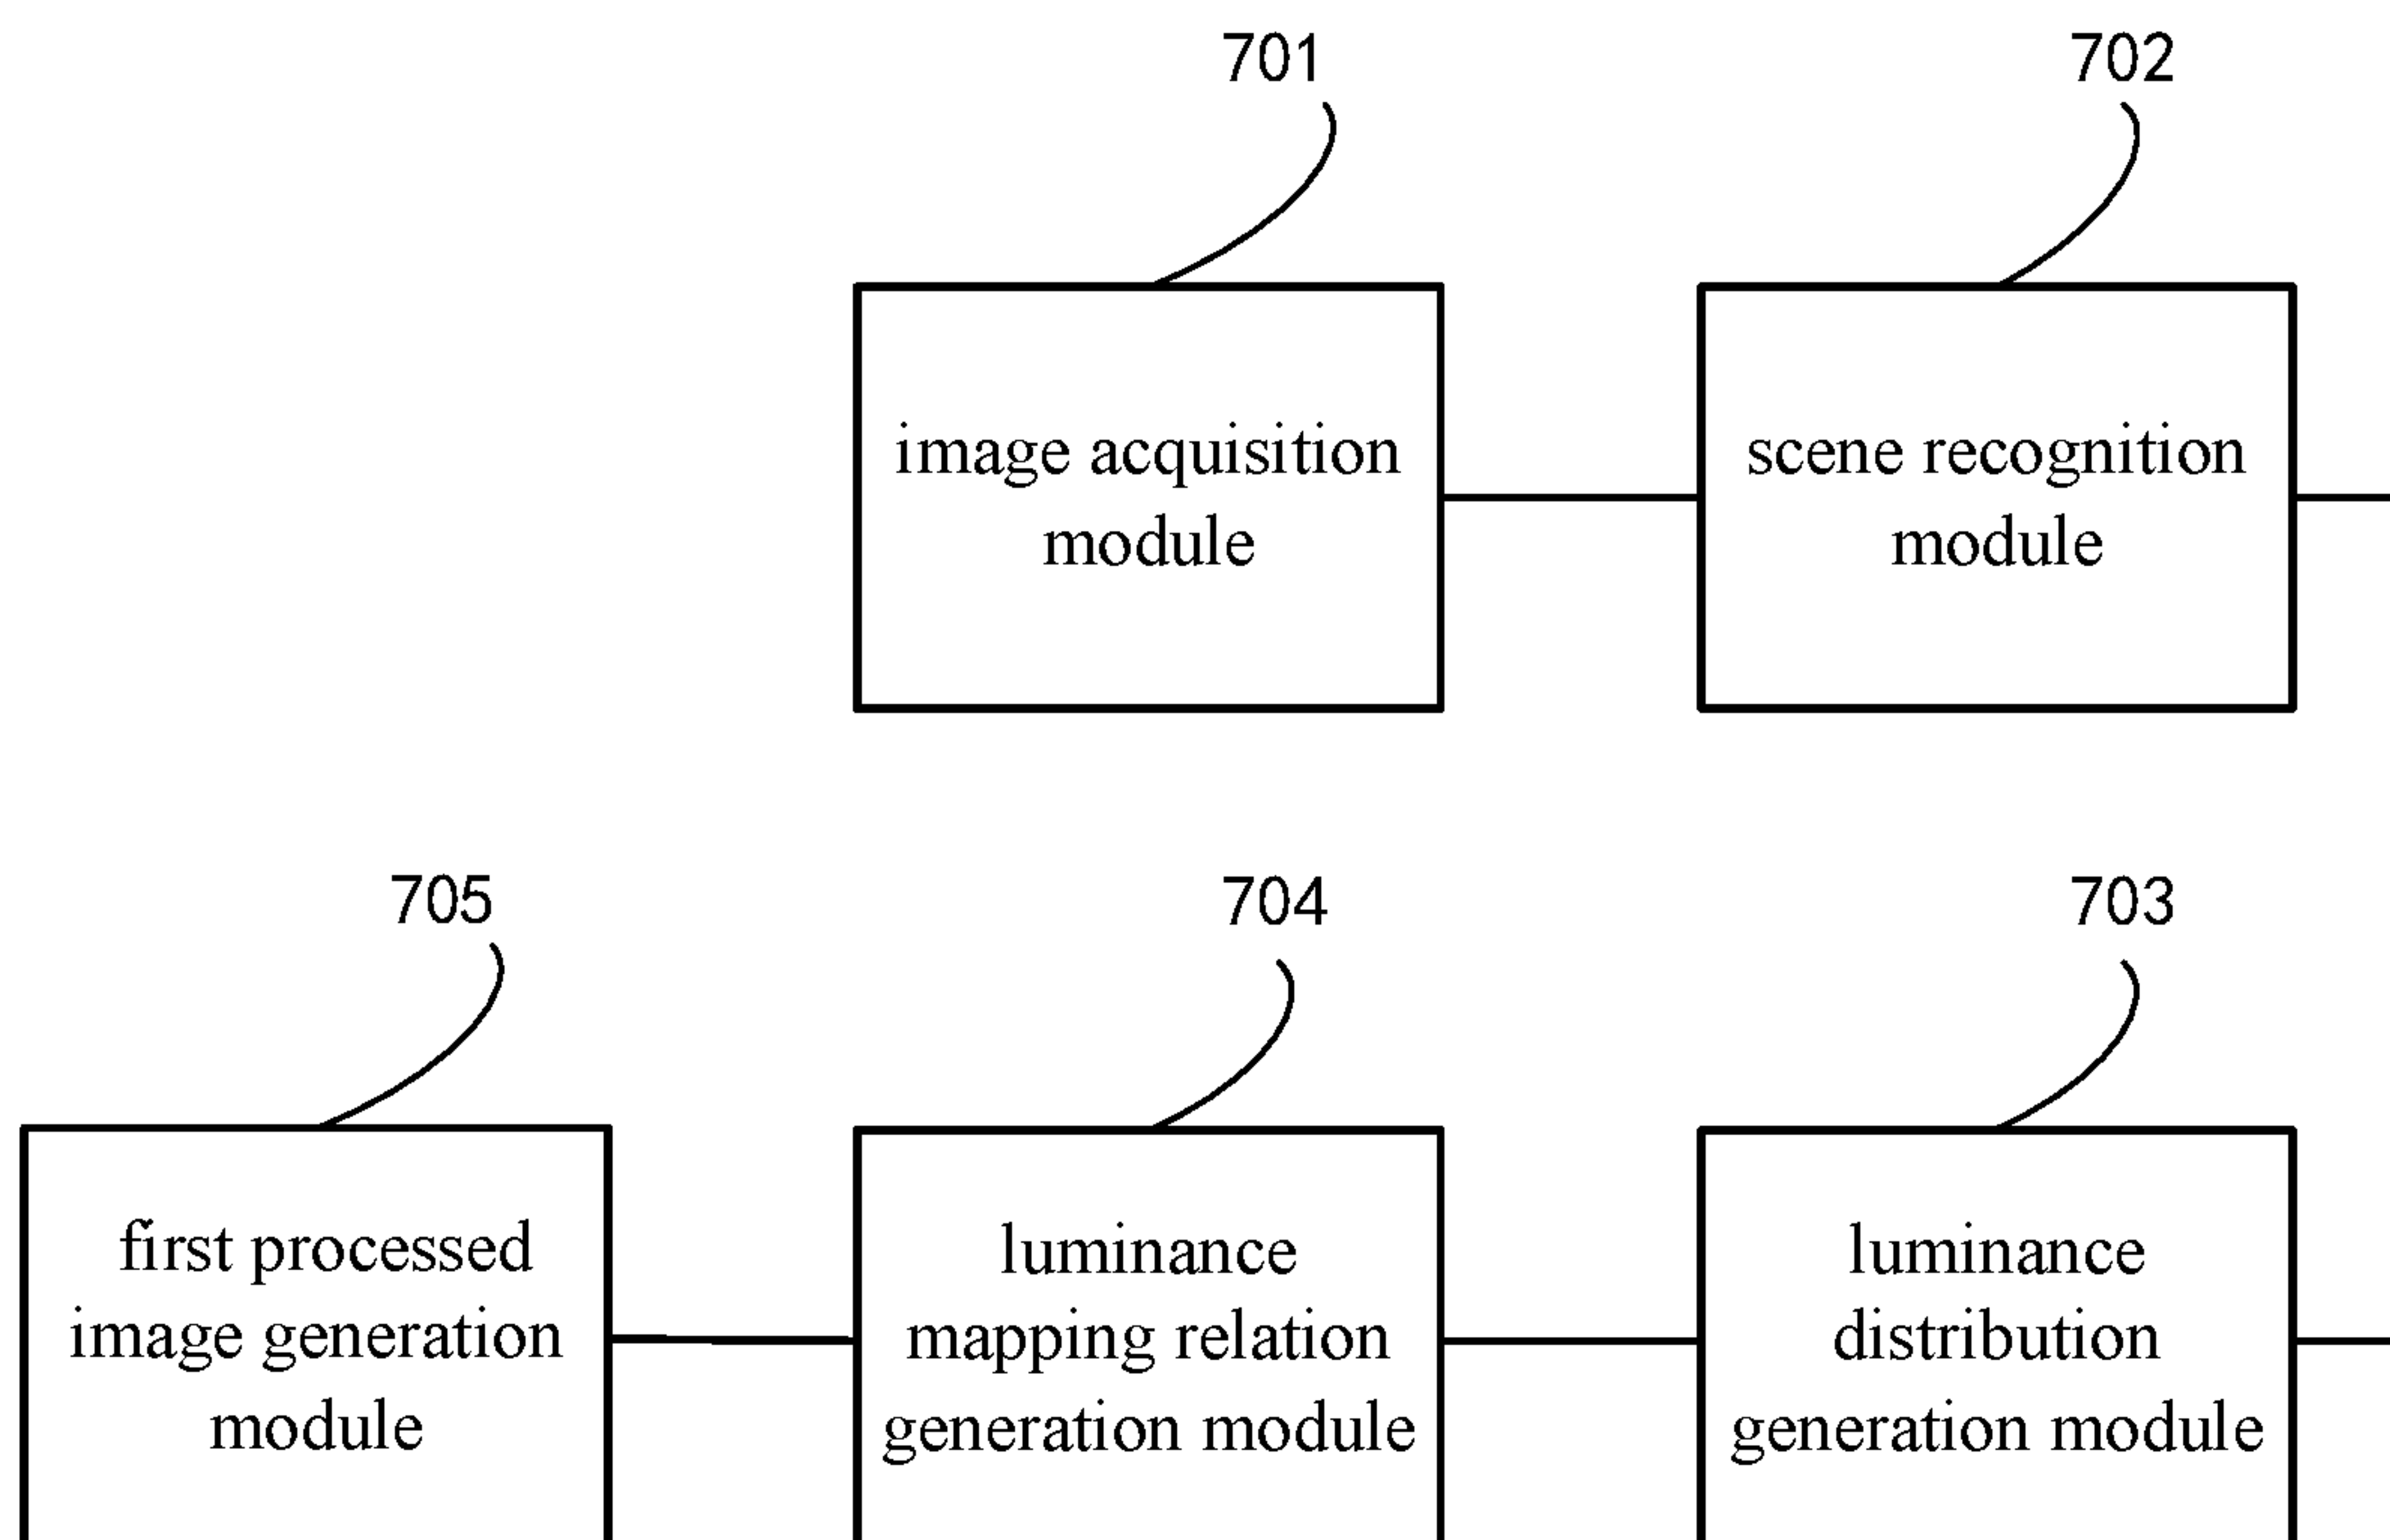 701
702
image acquisition
module
scene recognition
module
705
704
703
first processed
image generation
module
luminance
mapping relation
generation module
luminance
distribution
generation module